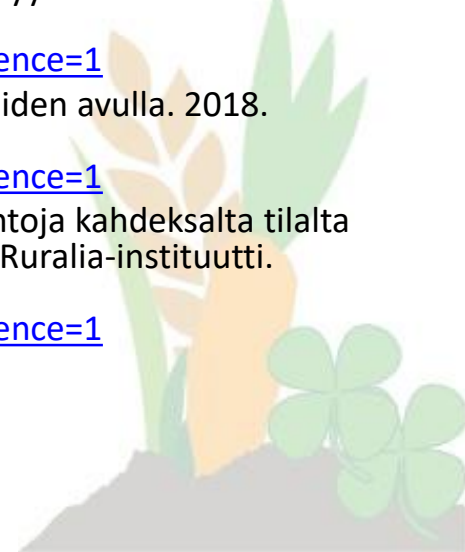 ence=1
iden avulla. 2018.
ence=1
ntoja kahdeksalta tilalta
Ruralia-instituutti.
ence=1